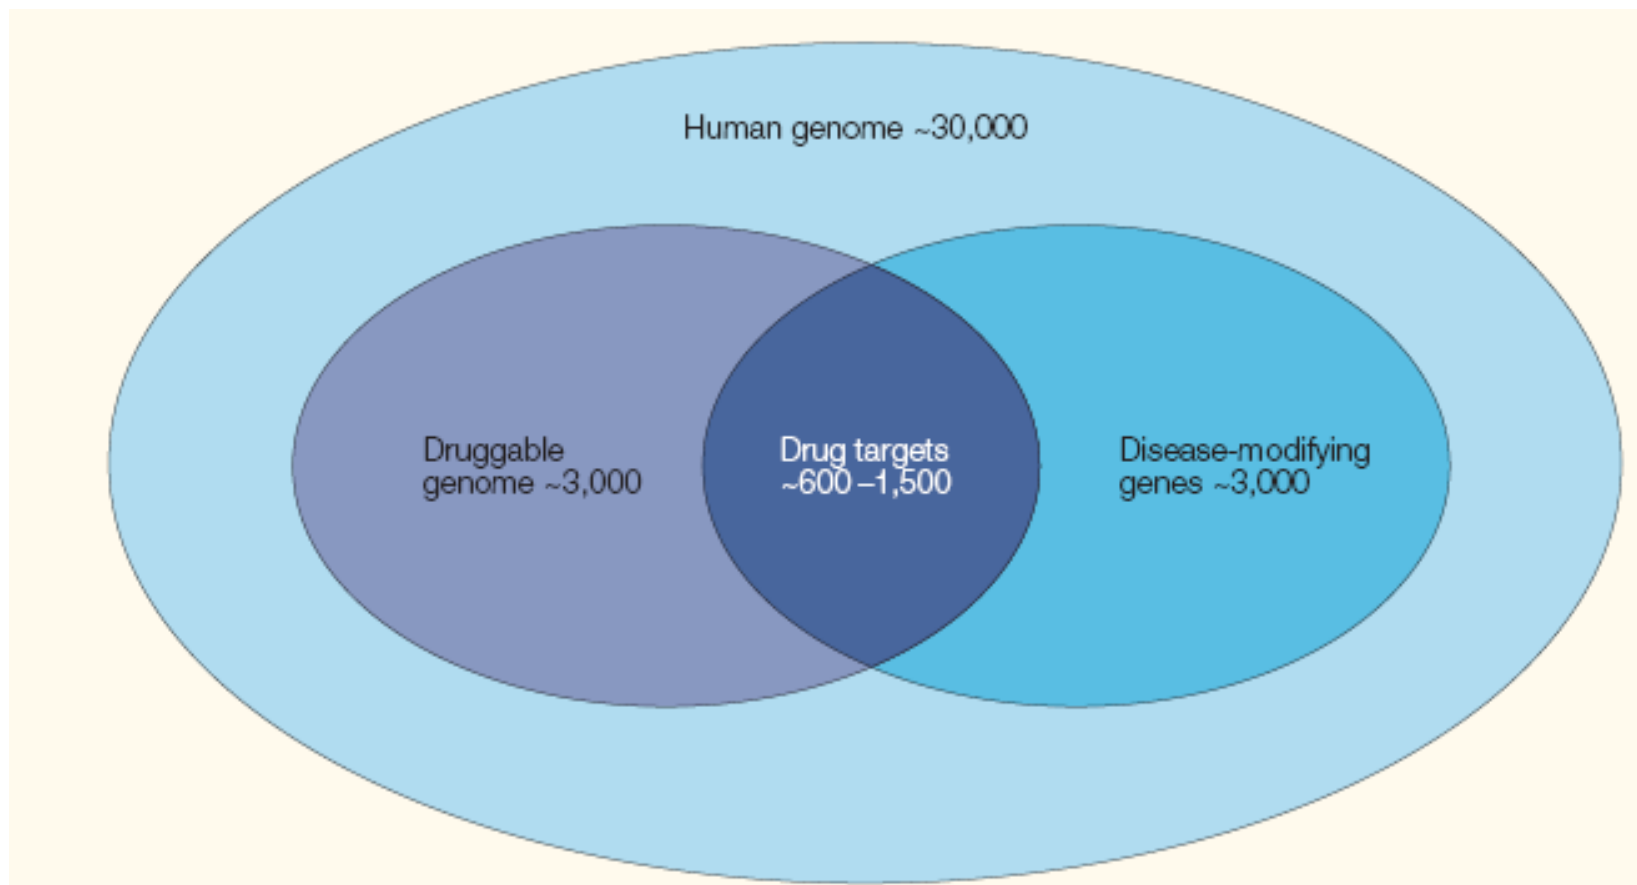 Human genome ~30,000
Druggable
genome ~3,000
Drug targets
~600 –1,500
Disease-modifying
genes ~3,000